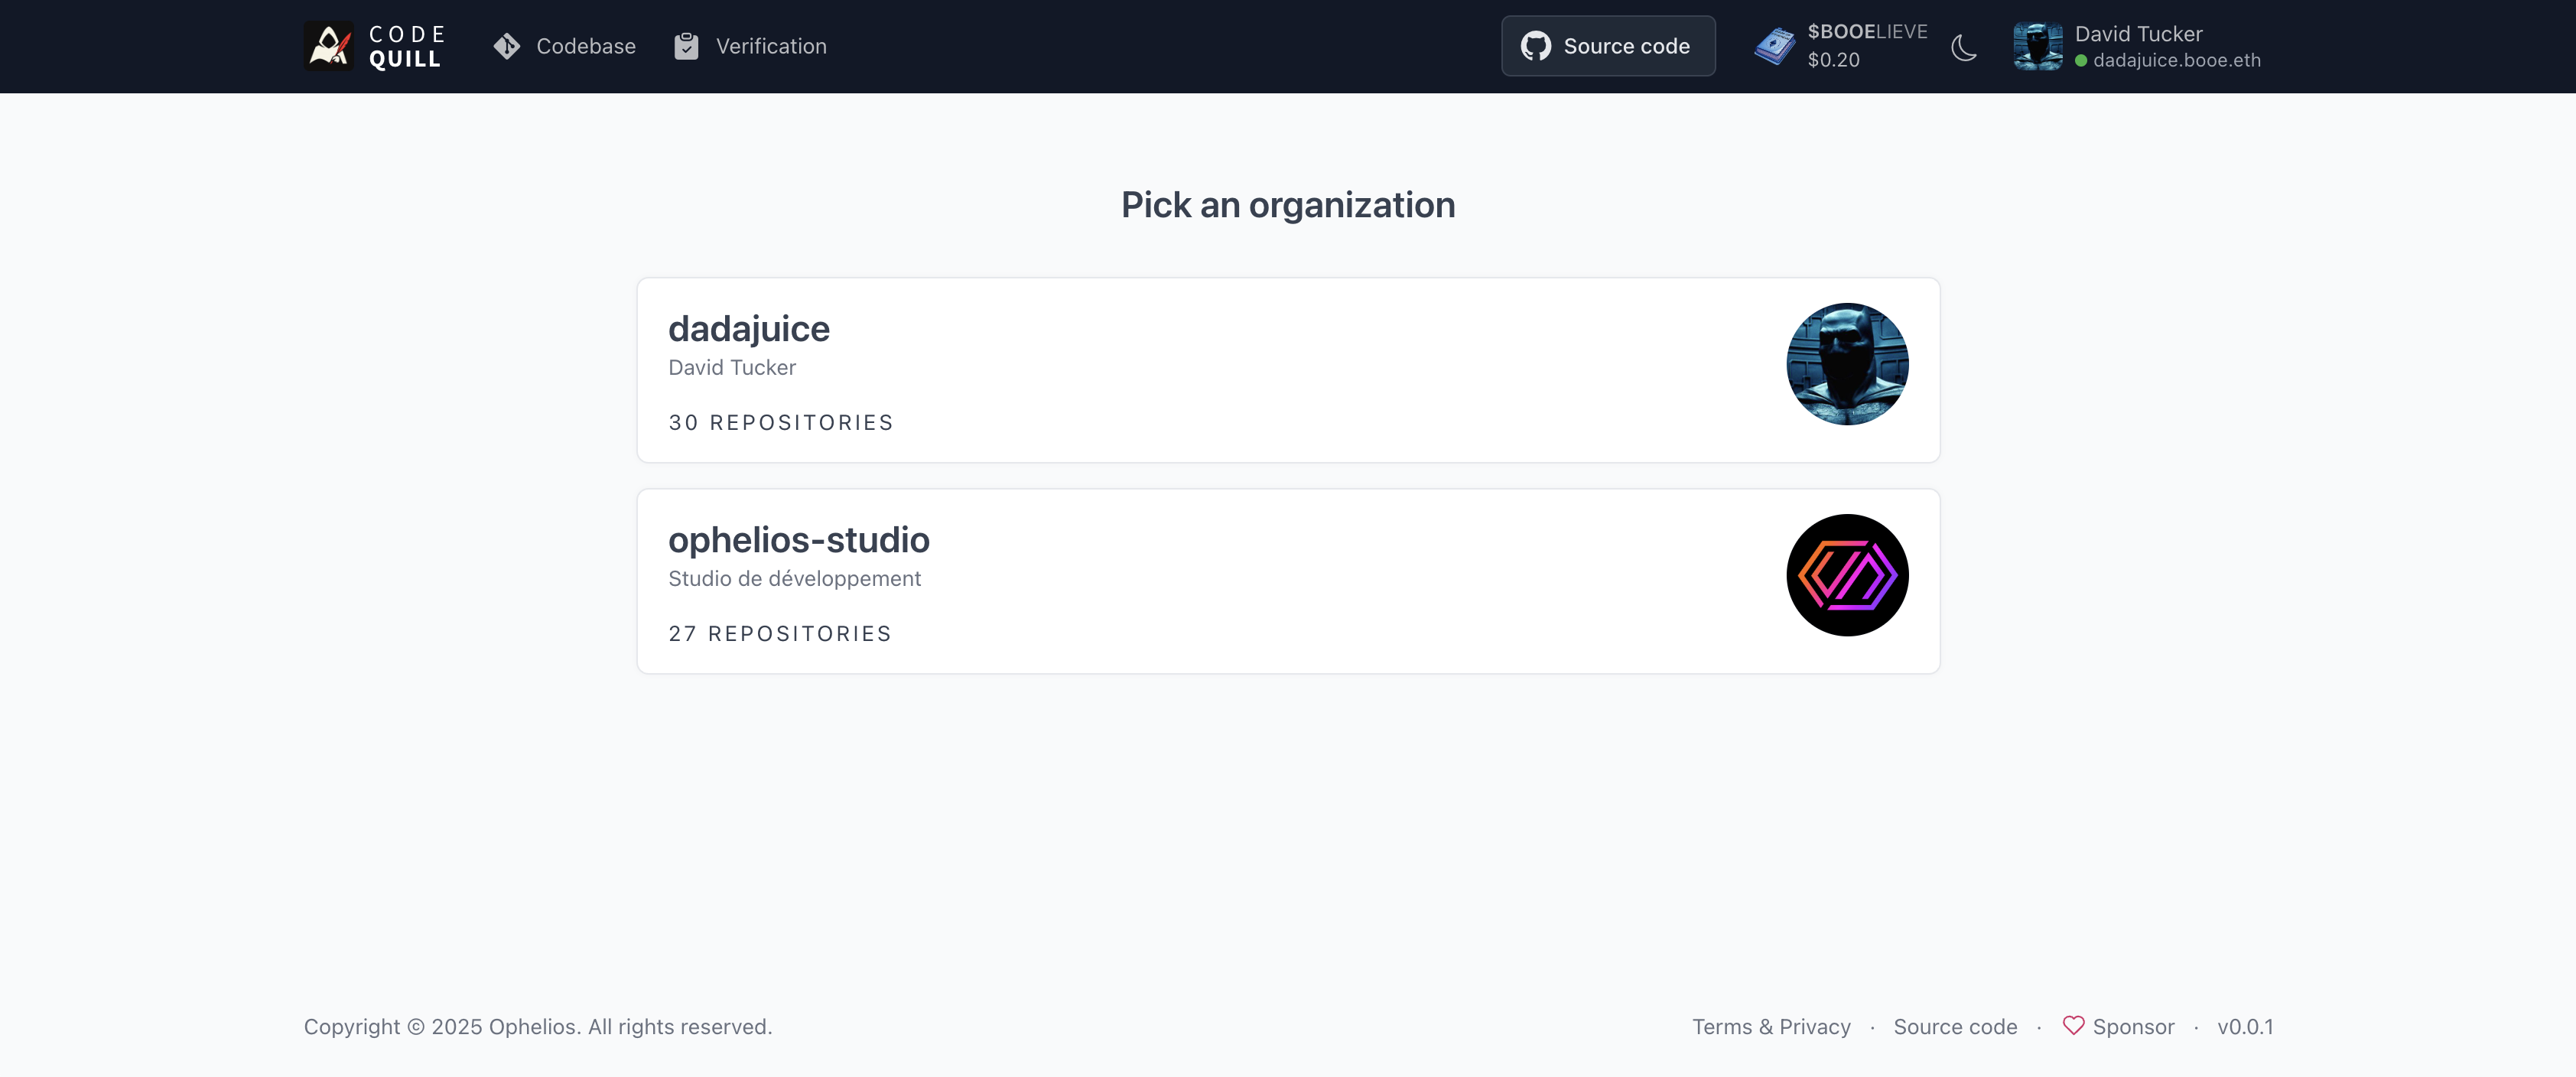 CODE
QUILL
Codebase
Verification
Source code
$BOOELIEVE
$0.20
David Tucker
dadajuice.booe.eth
Pick an organization
dadajuice
David Tucker
30 REPOSITORIES
ophelios-studio
Studio de développement
27 REPOSITORIES
Copyright © 2025 Ophelios. All rights reserved.
Terms & Privacy · Source code · Sponsor · v0.0.1